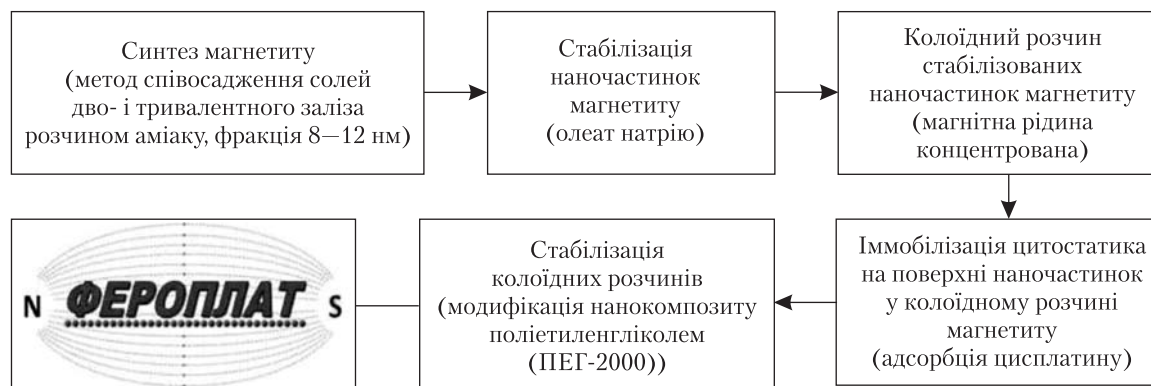 Синтез магнетиту
(метод співосадження солей
дво- і тривалентного заліза
розчином аміаку, фракція 8—12 нм)
Стабілізація
наночастинок
магнетиту
(олеат натрію)
Колоїдний розчин
стабілізованих
наночастинок магнетиту
(магнітна рідина
концентрована)
Іммобілізація цитостатика
на поверхні наночастинок
у колоїдному розчині
магнетиту
(адсорбція цисплатину)
Стабілізація
колоїдних розчинів
(модифікація нанокомпозиту
поліетиленгліколем
(ПЕГ-2000))
N ФЕРОПЛАТ S